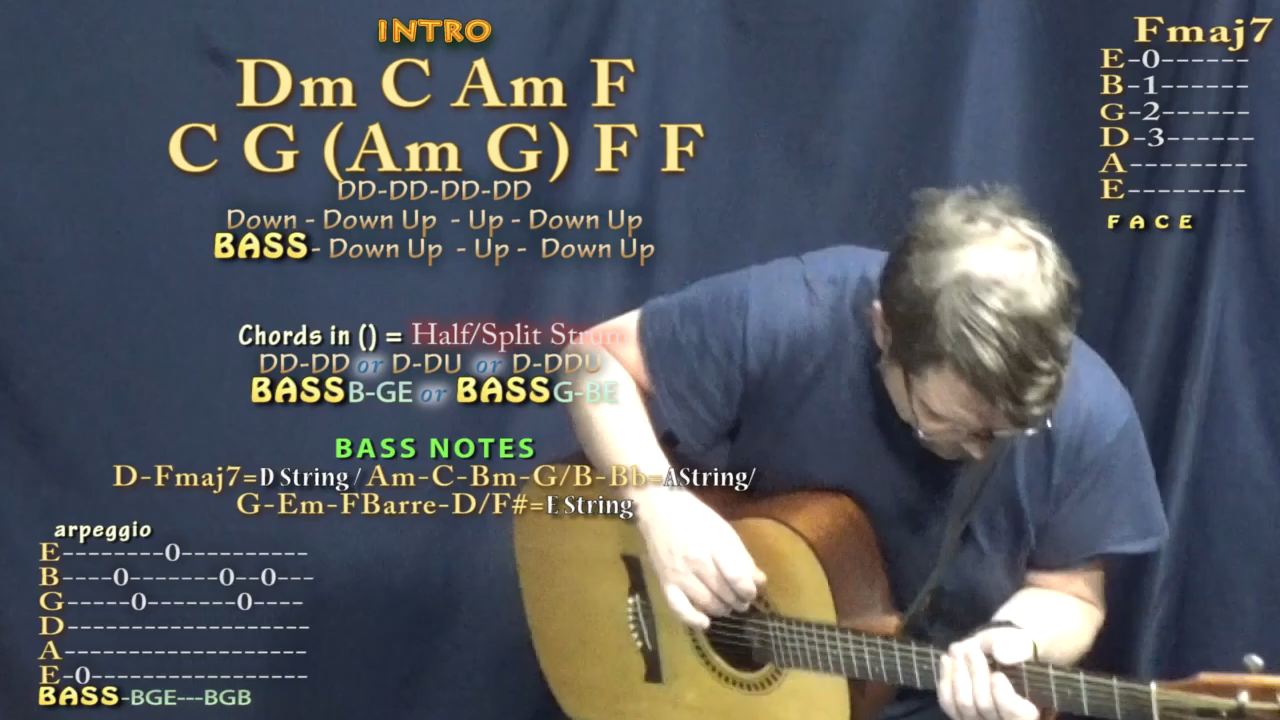 INTRO
Dm C Am F
C G (Am G) F F
DD-DD-DD-DD
Down - Down Up - Up - Down Up
BASS- Down Up - Up - Down Up
Chords in () = Half/Split Strum
DD-DD or D-DU or D-DDU
BASSB-GE or BASSG-BE
BASS NOTES
D-Fmaj7=D String / Am-C-Bm-G/B-Bb=AString/
G-Em-FBarre-D/F#=E String
arpeggio
E--------0----------
B----0-------0--0---
G-----0-------0----
D------------------
A------------------
E-0----------------
BASS-BGE---BGB
Fmaj7
E-0------
B-1------
G-2------
D-3------
A--------
E--------
F A C E